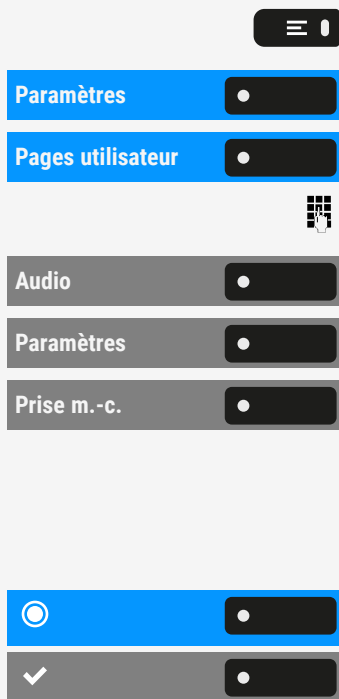 Paramètres
Pages utilisateur
Audio
Paramètres
Prise m.-c.